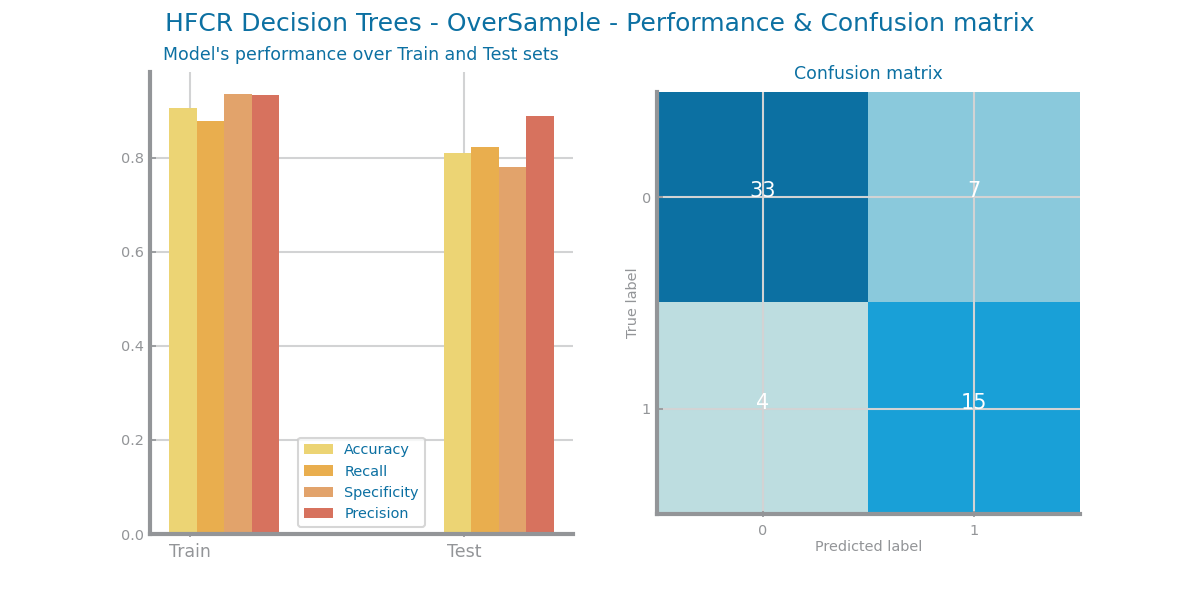 HFCR Decision Trees - OverSample - Performance & Confusion matrix
Model's performance over Train and Test sets
0.8
0.6
0.4
0.2
0.0
Train
Test
Accuracy
Recall
Specificity
Precision
Confusion matrix
True label
0
1
33
7
4
15
0
1
Predicted label